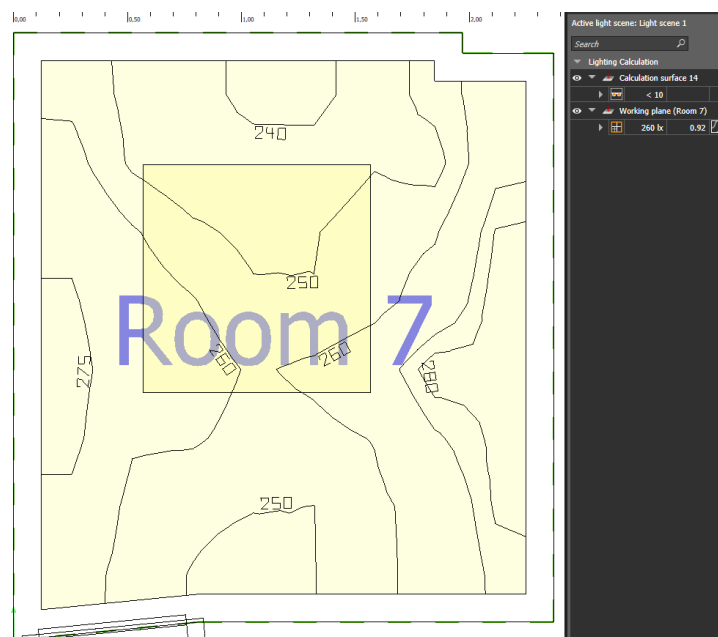 0,00 0,50 1,00 1,50 2,00
Active light scene: Light scene 1
Search
Lighting Calculation
Calculation surface 14
< 10
Working plane (Room 7)
260 lx 0.92
240
250
Room 7
260
260
275
280
250